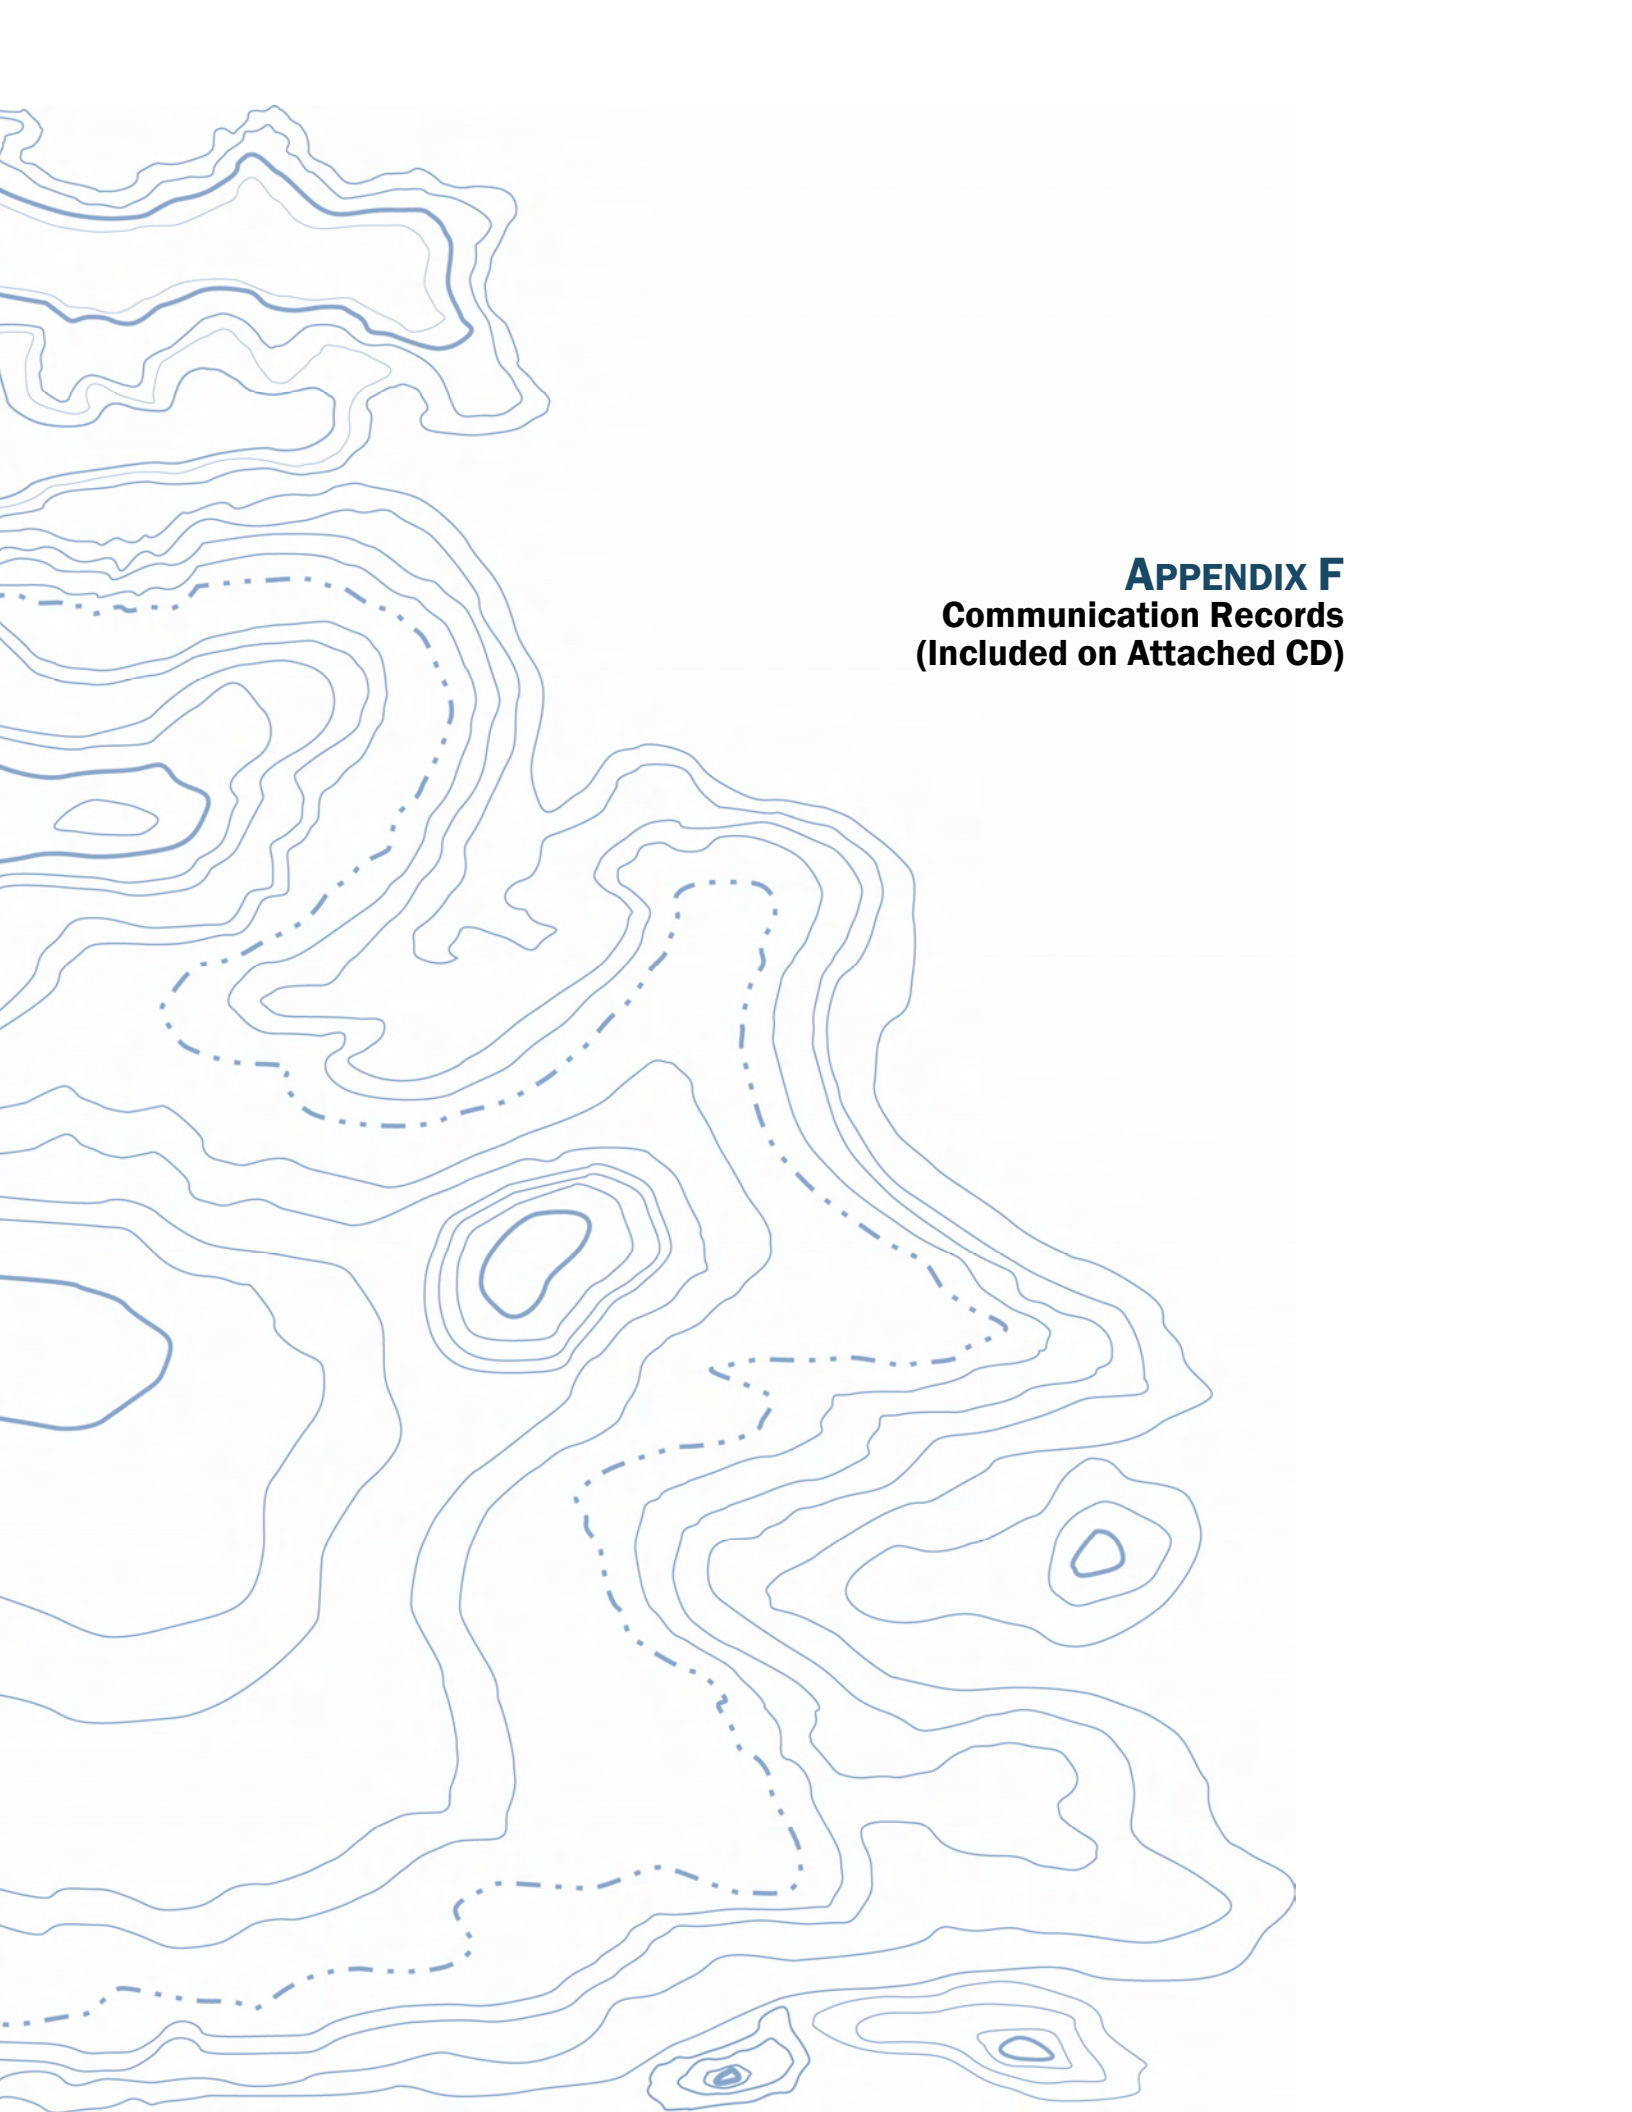 APPENDIX F
Communication Records
(Included on Attached CD)